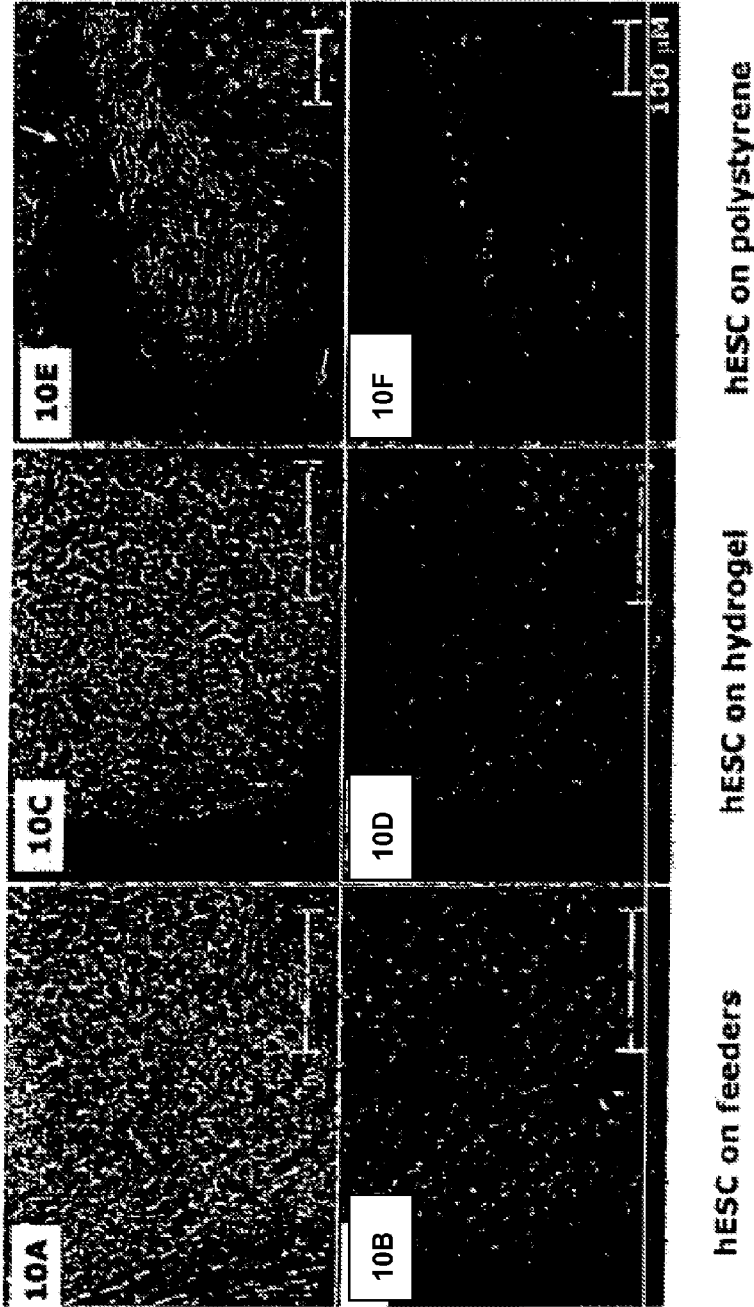 10A
10C
10E
10B
10D
10F
100 µM
hESC on feeders
hESC on hydrogel
hESC on polystyrene